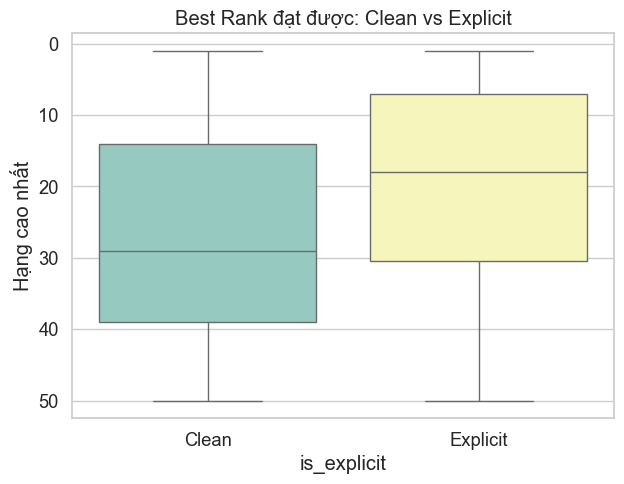 Best Rank đạt được: Clean vs Explicit
0
10
20
30
40
50
Hạng cao nhất
Clean
Explicit
is_explicit